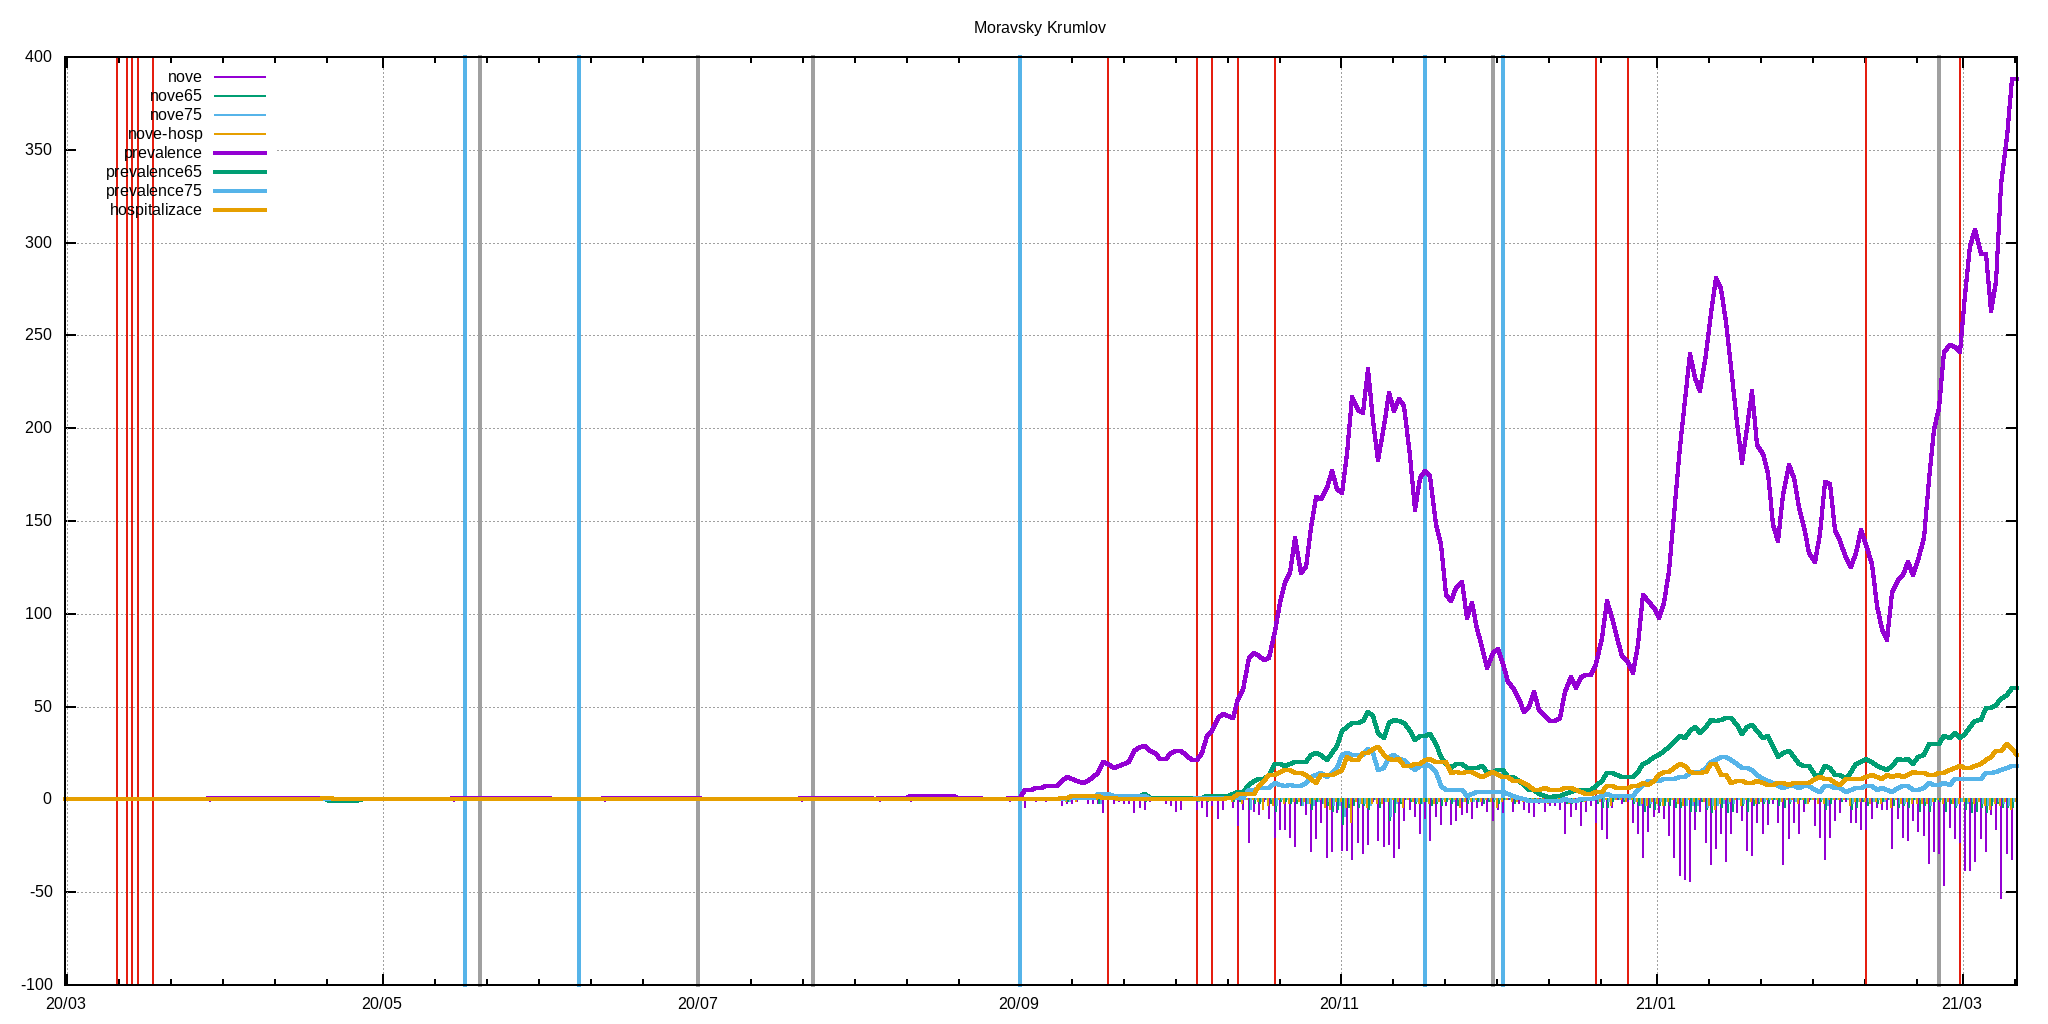 Moravsky Krumlov
400
350
300
250
200
150
100
50
0
-50
-100
nove
nove65
nove75
nove-hosp
prevalence
prevalence65
prevalence75
hospitalizace
20/03 20/05 20/07 20/09 20/11 21/01 21/03